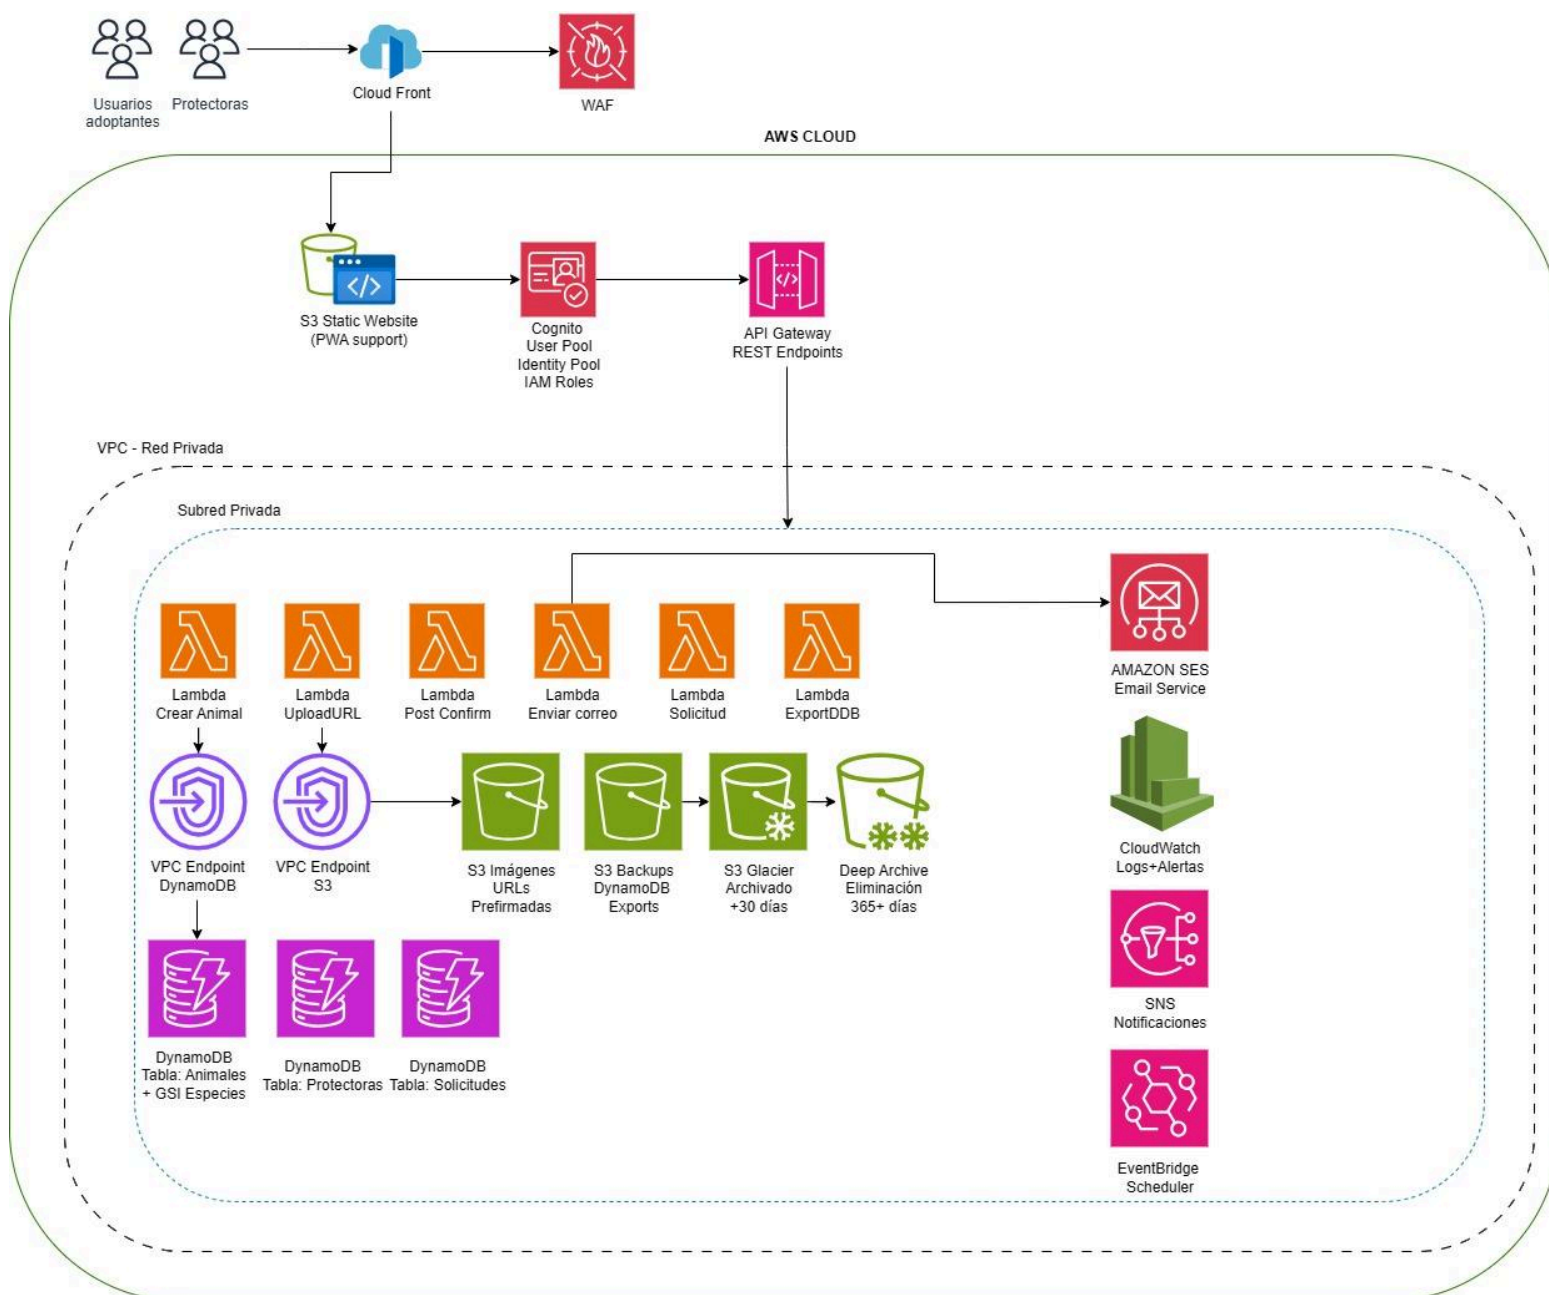 Usuarios
adoptantes
Protectoras
Cloud Front
WAF
AWS CLOUD
S3 Static Website
(PWA support)
Cognito
User Pool
Identity Pool
IAM Roles
API Gateway
REST Endpoints
VPC - Red Privada
Subred Privada
Lambda
Crear Animal
Lambda
UploadURL
Lambda
Post Confirm
Lambda
Enviar correo
Lambda
Solicitud
Lambda
ExportDDB
AMAZON SES
Email Service
VPC Endpoint
DynamoDB
VPC Endpoint
S3
S3 Imágenes
URLs
Prefirmadas
S3 Backups
DynamoDB
Exports
S3 Glacier
Archivado
+30 días
Deep Archive
Eliminación
365+ días
CloudWatch
Logs+Alertas
SNS
Notificaciones
DynamoDB
Tabla: Animales
+ GSI Especies
DynamoDB
Tabla: Protectoras
DynamoDB
Tabla: Solicitudes
EventBridge
Scheduler